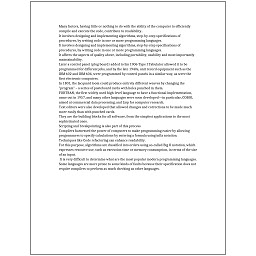 Many factors, having little or nothing to do with the ability of the computer to efficiently
compile and execute the code, contribute to readability.
It involves designing and implementing algorithms, step-by-step specifications of
procedures, by writing code in one or more programming languages.
It involves designing and implementing algorithms, step-by-step specifications of
procedures, by writing code in one or more programming languages.
It affects the aspects of quality above, including portability, usability and most importantly
maintainability.
Later a control panel (plug board) added to his 1906 Type I Tabulator allowed it to be
programmed for different jobs, and by the late 1940s, unit record equipment such as the
IBM 602 and IBM 604, were programmed by control panels in a similar way, as were the
first electronic computers.
In 1801, the Jacquard loom could produce entirely different weaves by changing the
"program" - a series of pasteboard cards with holes punched in them.
FORTRAN, the first widely used high-level language to have a functional implementation,
came out in 1957, and many other languages were soon developed—in particular, COBOL
aimed at commercial data processing, and Lisp for computer research.
Text editors were also developed that allowed changes and corrections to be made much
more easily than with punched cards.
They are the building blocks for all software, from the simplest applications to the most
sophisticated ones.
Scripting and breakpointing is also part of this process.
Compilers harnessed the power of computers to make programming easier by allowing
programmers to specify calculations by entering a formula using infix notation.
Techniques like Code refactoring can enhance readability.
For this purpose, algorithms are classified into orders using so-called Big O notation, which
expresses resource use, such as execution time or memory consumption, in terms of the size
of an input.
It is very difficult to determine what are the most popular modern programming languages.
Some languages are more prone to some kinds of faults because their specification does not
require compilers to perform as much checking as other languages.